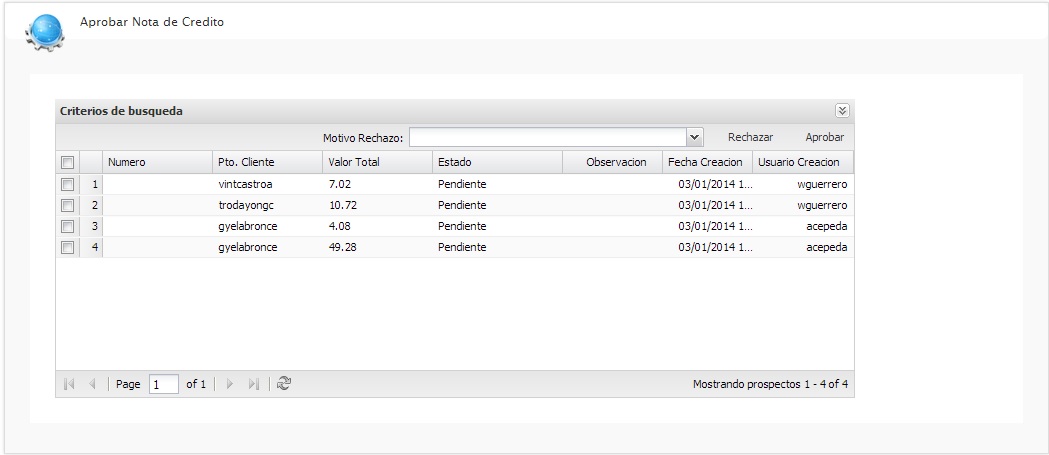 Aprobar Nota de Credito
Criterios de busqueda
Motivo Rechazo: Rechazar Aprobar
Numero Pto. Cliente Valor Total Estado Observacion Fecha Creacion Usuario Creacion
1 vintcastroa 7.02 Pendiente 03/01/2014 1... wguerrero
2 trodayongc 10.72 Pendiente 03/01/2014 1... wguerrero
3 gyelabronce 4.08 Pendiente 03/01/2014 1... acepeda
4 gyelabronce 49.28 Pendiente 03/01/2014 1... acepeda
Page 1 of 1 Mostrando prospectos 1 - 4 of 4